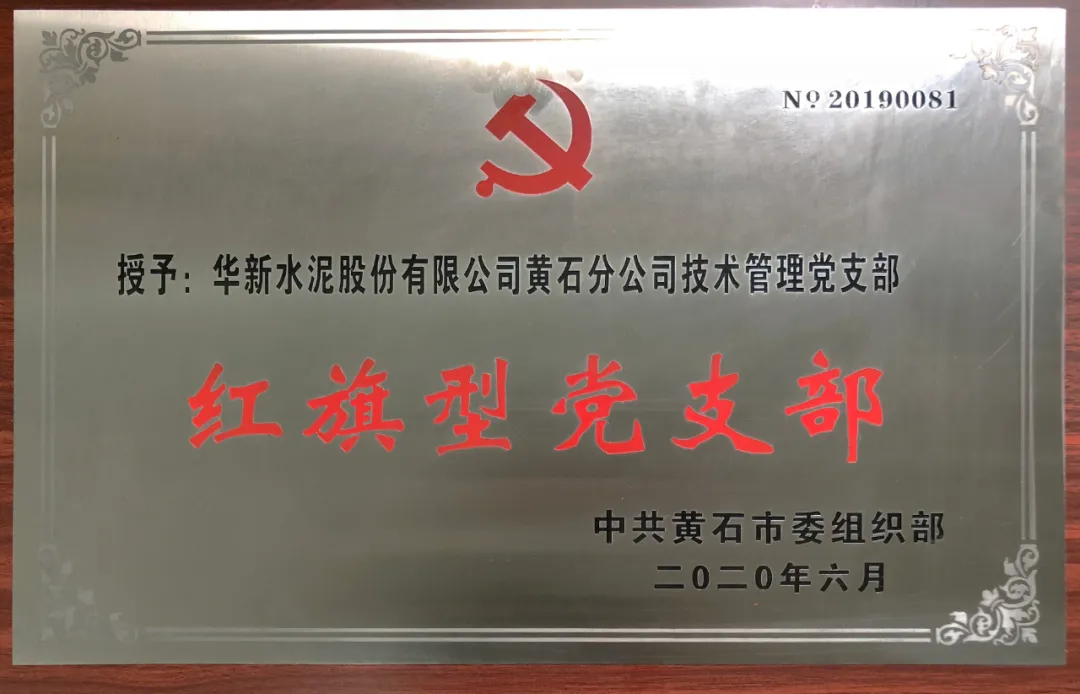 № 20190081
授予：华新水泥股份有限公司黄石分公司技术管理党支部
红旗型党支部
中共黄石市委组织部
二0二0年六月